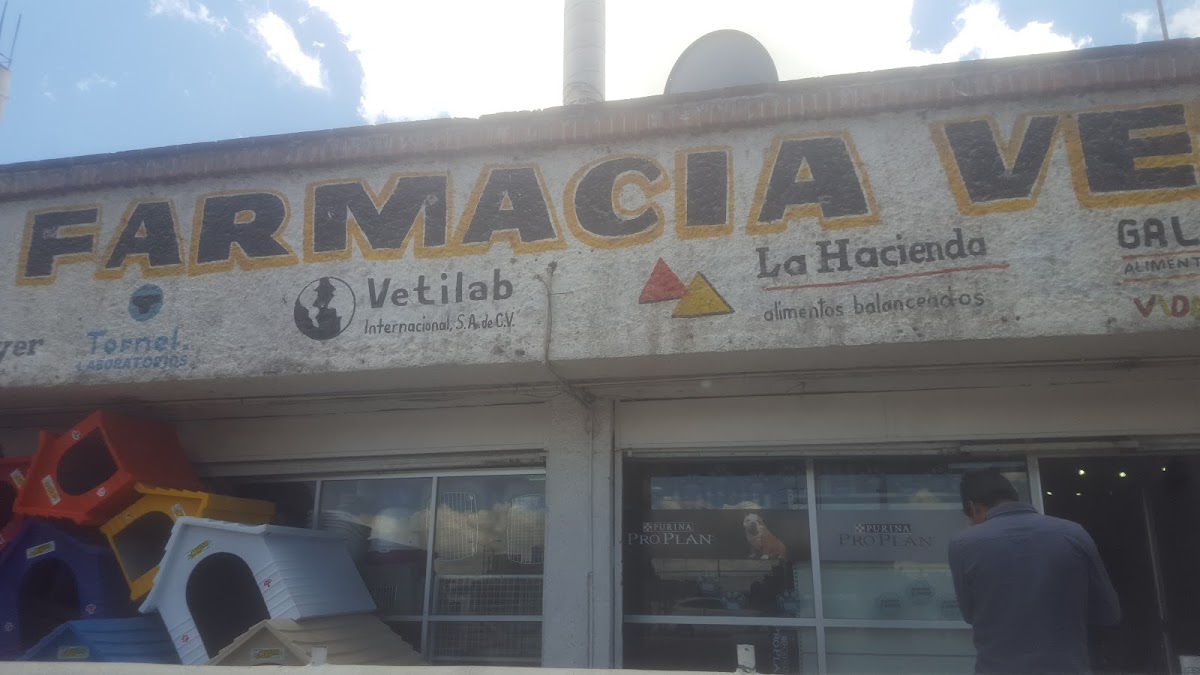 FARMACIA VE
yer
Tornel.
LABORATORIOS
Vetilab
Internacional, S.A. de C.V.
La Hacienda
alimentos balanceados
GAL
ALIMENT
PURINA
PRO PLAN
PURINA
PRO PLAN